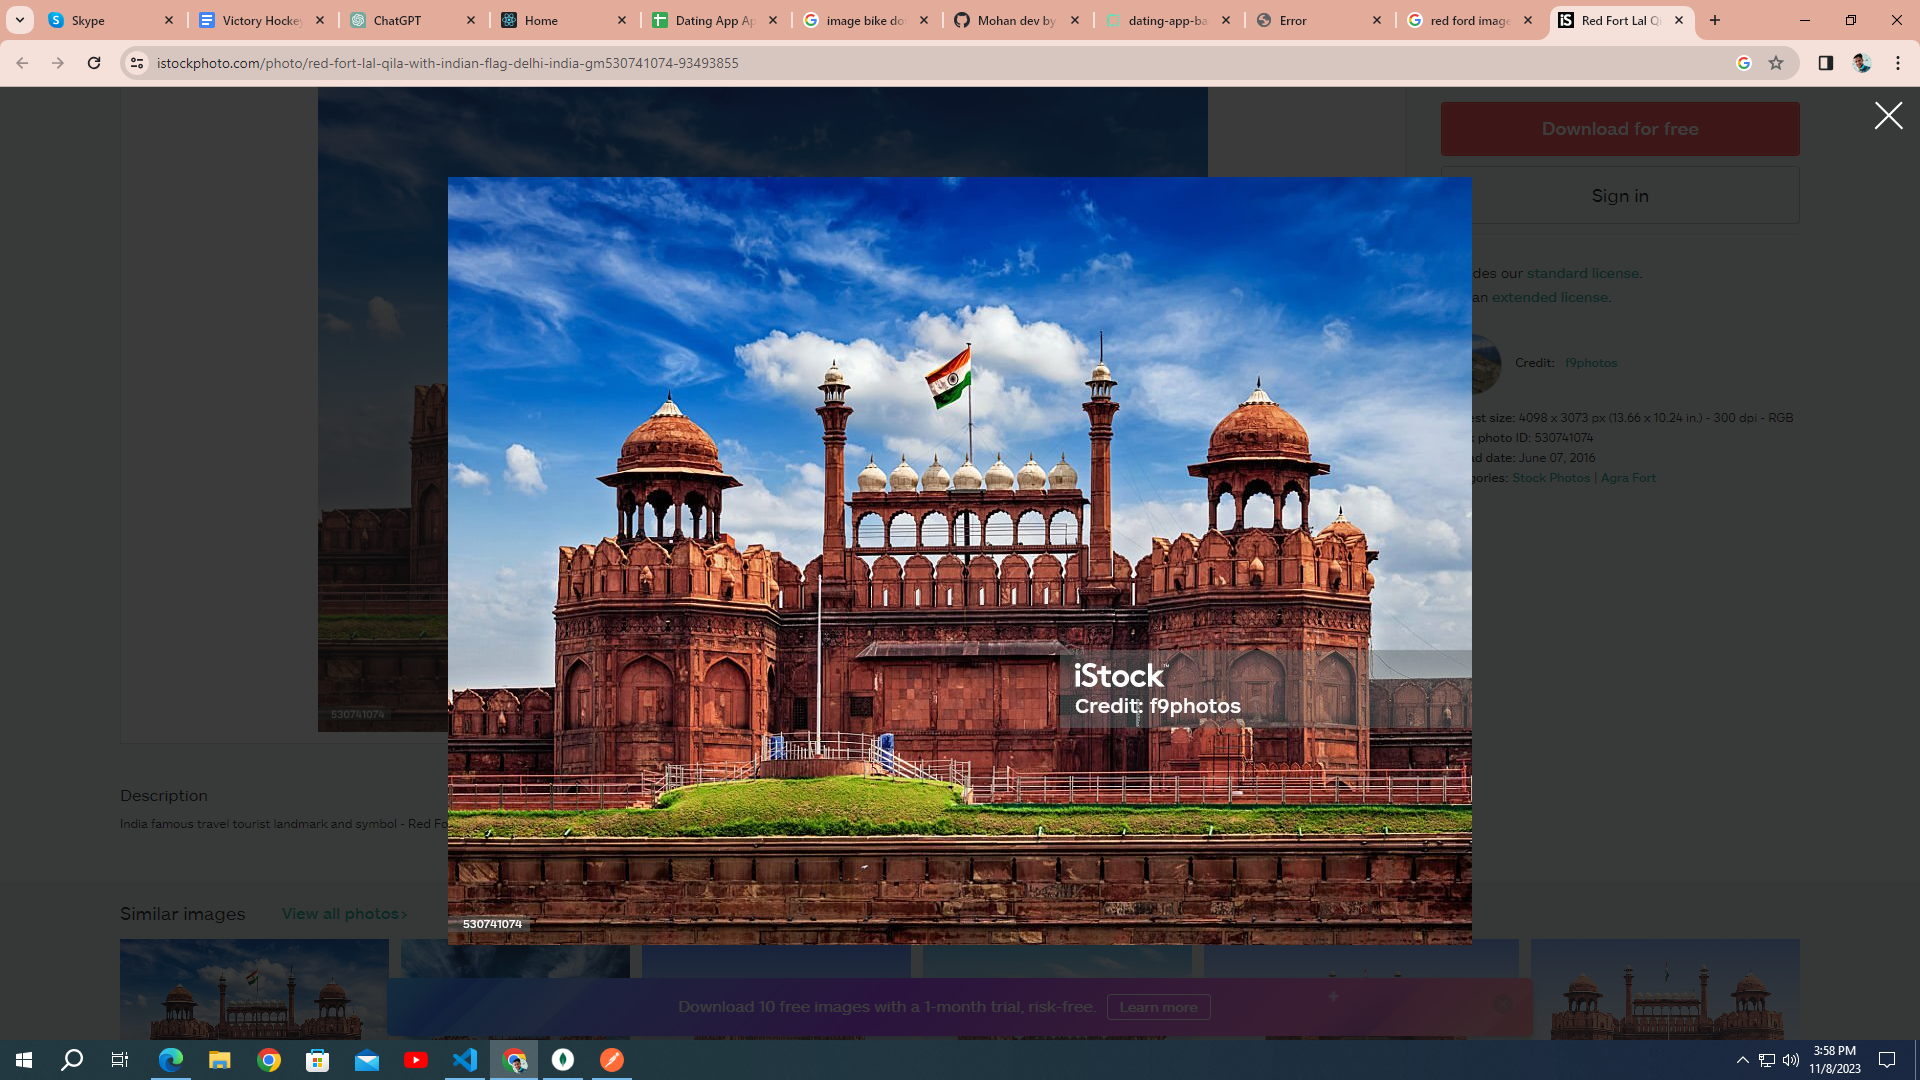 Skype
Victory Hockey
ChatGPT
Home
Dating App Ap
image bike do
Mohan dev by
dating-app-ba
Error
red ford image
Red Fort Lal Q
istockphoto.com/photo/red-fort-lal-qila-with-indian-flag-delhi-india-gm530741074-93493855
Download for free
Sign in
des our standard license.
an extended license.
Credit: f9photos
est size: 4098 x 3073 px (13.66 x 10.24 in.) - 300 dpi - RGB
photo ID: 530741074
ad date: June 07, 2016
gories: Stock Photos | Agra Fort
iStock™
Credit: f9photos
530741074
530741074
Description
India famous travel tourist landmark and symbol - Red Fo
Similar images
View all photos>
Download 10 free images with a 1-month trial, risk-free.
Learn more
3:58 PM
11/8/2023